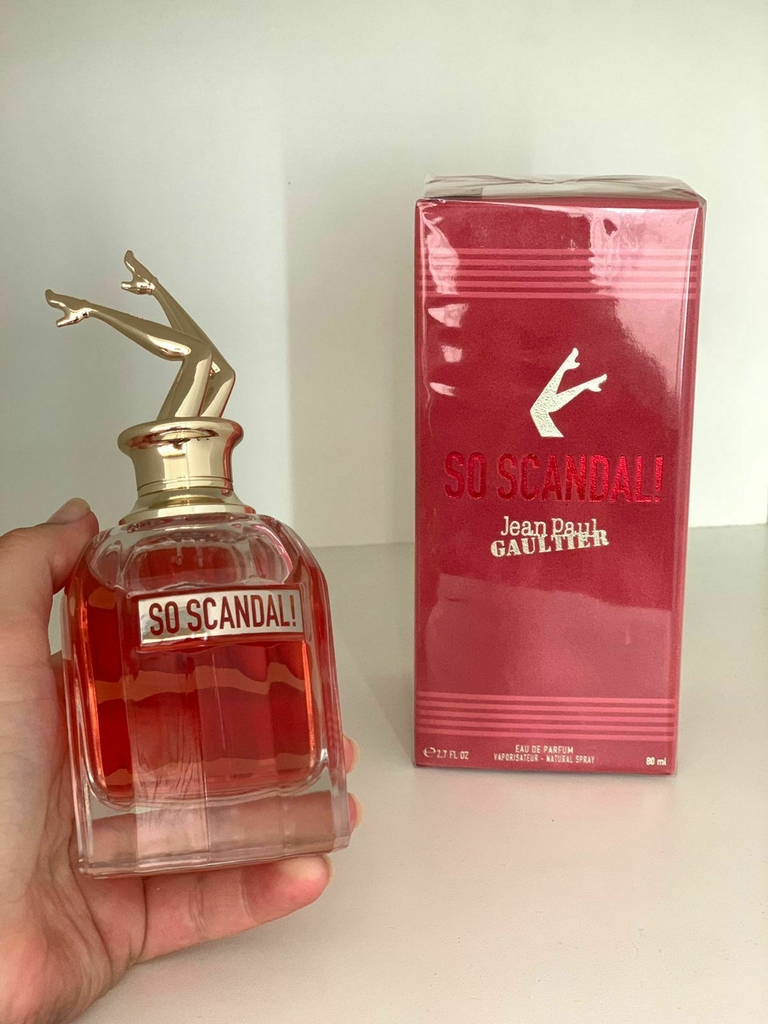 SO SCANDAL!
SO SCANDAL!
Jean Paul
GAULTIER
℮ 2.7 FL OZ
EAU DE PARFUM
VAPORISATEUR - NATURAL SPRAY
80 ml